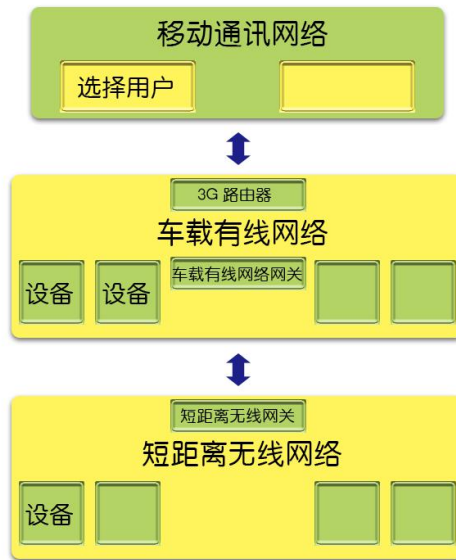 移动通讯网络
选择用户
3G 路由器
车载有线网络
设备 设备 车载有线网络网关
短距离无线网关
短距离无线网络
设备